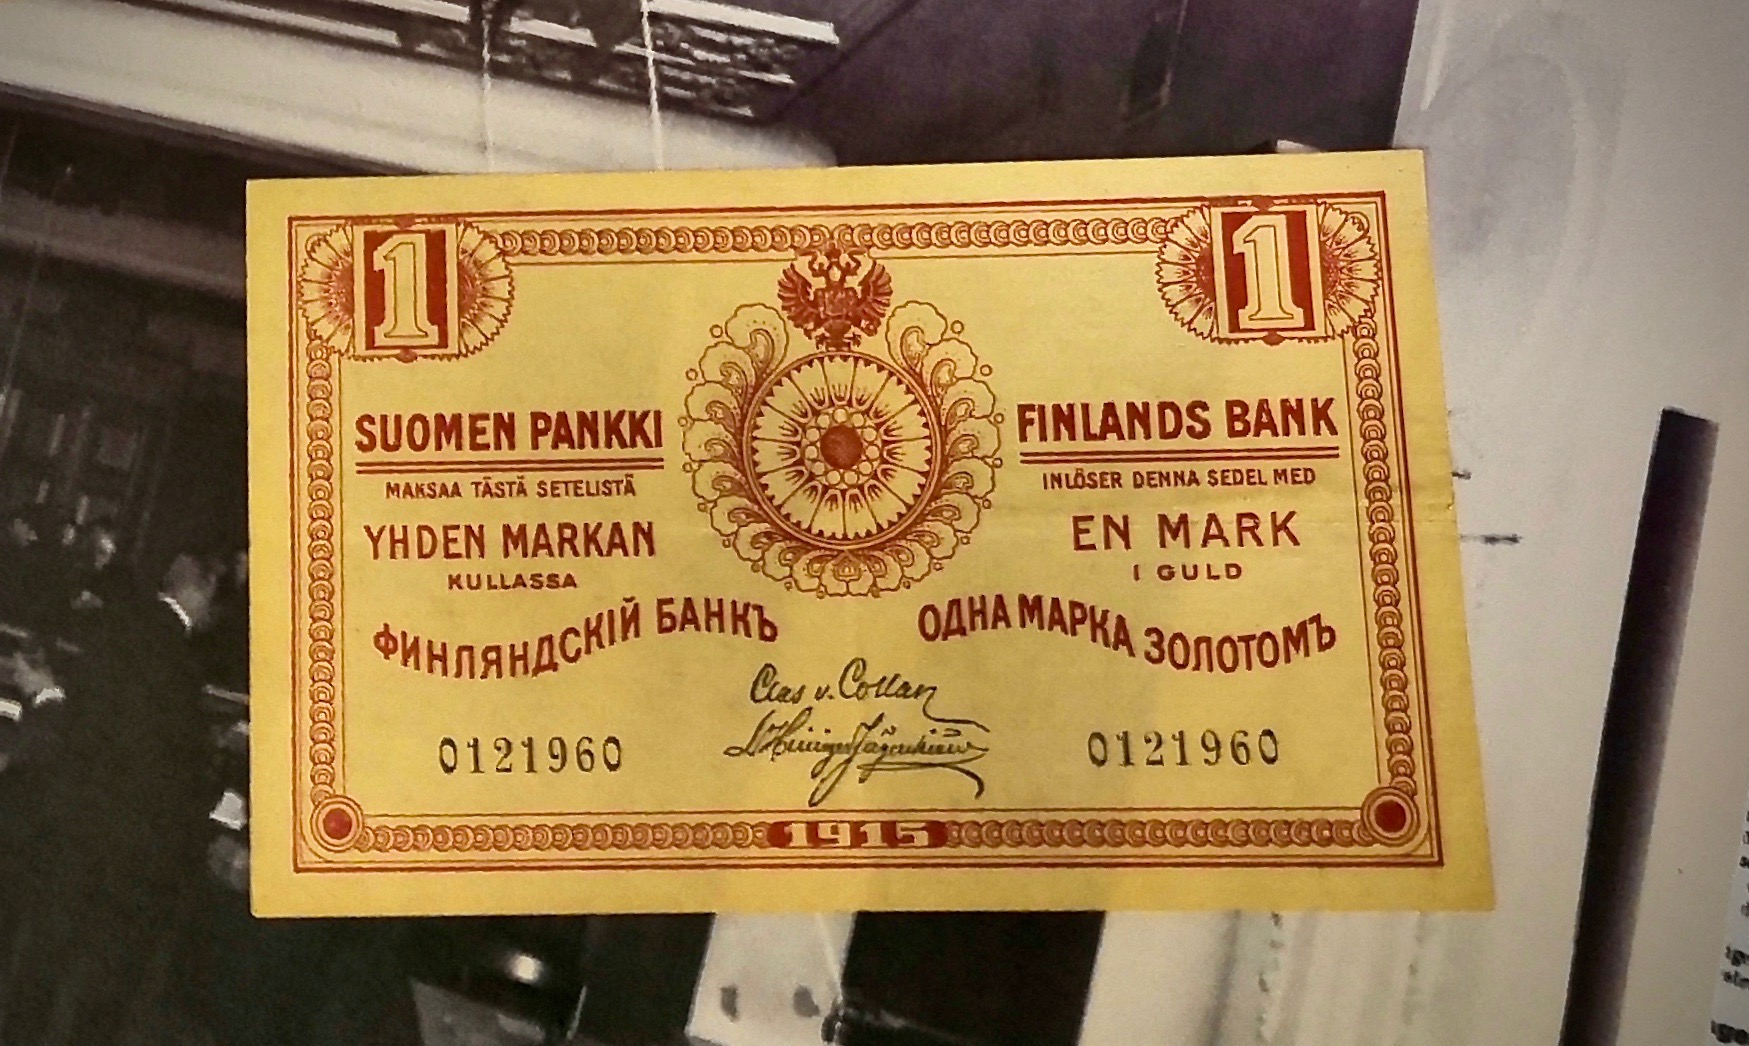 1 1
SUOMEN PANKKI
MAKSAA TÄSTÄ SETELISTÄ
YHDEN MARKAN
KULLASSA
FINLANDS BANK
INLÖSER DENNA SEDEL MED
EN MARK
I GULD
ФИНЛЯНДСКІЙ БАНКЪ
ОДНА МАРКА ЗОЛОТОМЪ
Clas v. Collan
0121960 0121960
1915